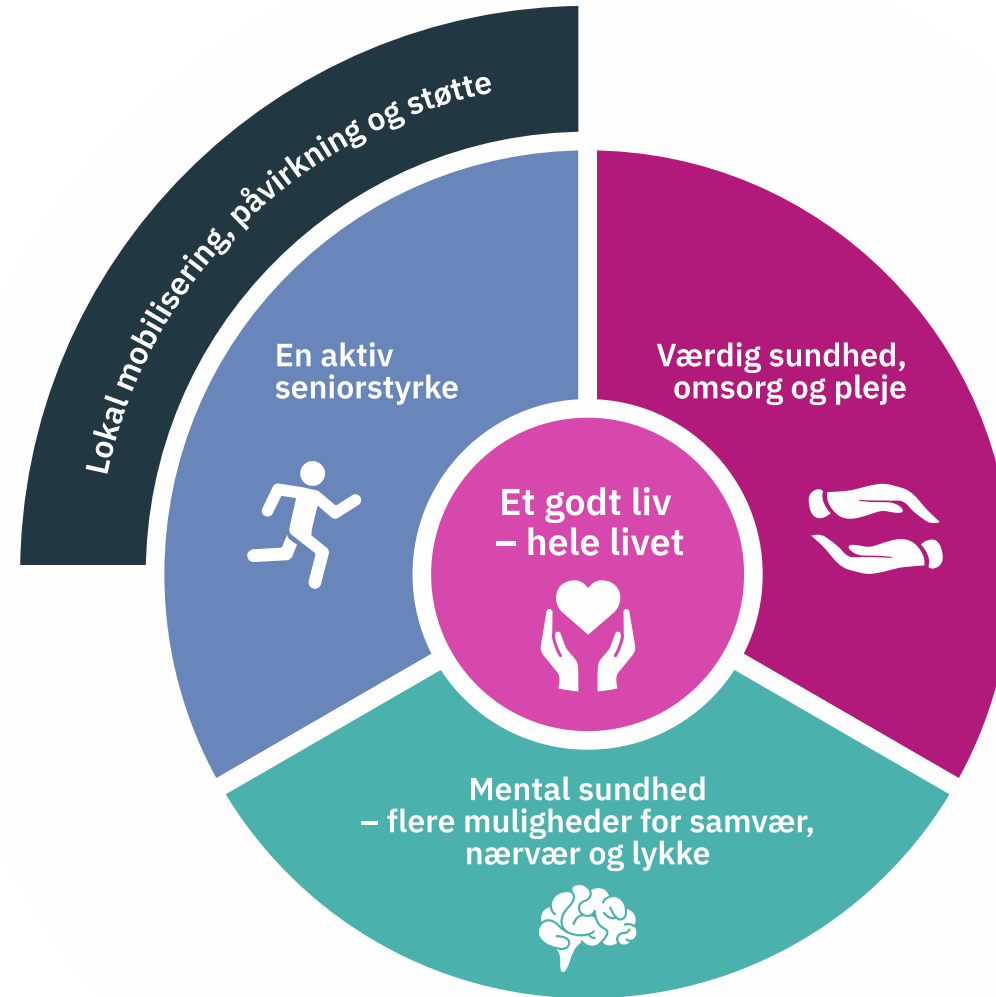 Lokal mobilisering, påvirkning og støtte
En aktiv
seniorstyrke
Værdig sundhed,
omsorg og pleje
Et godt liv
– hele livet
Mental sundhed
– flere muligheder for samvær,
nærvær og lykke